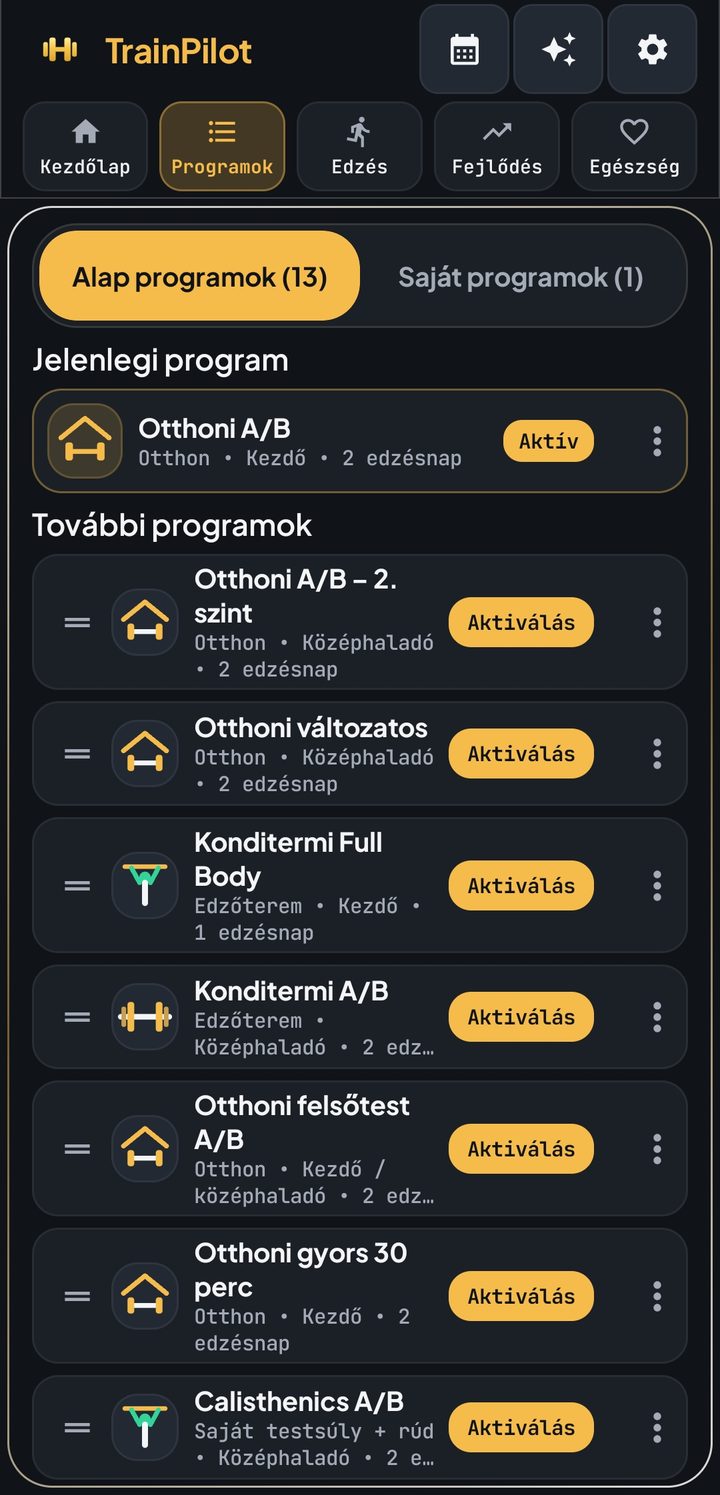 TrainPilot
Kezdőlap
Programok
Edzés
Fejlődés
Egészség
Alap programok (13)
Saját programok (1)
Jelenlegi program
Otthoni A/B
Otthon • Kezdő • 2 edzésnap
Aktív
További programok
Otthoni A/B – 2.
szint
Otthon • Középhaladó
• 2 edzésnap
Aktiválás
Otthoni változatos
Otthon • Középhaladó
• 2 edzésnap
Aktiválás
Konditermi Full
Body
Edzőterem • Kezdő •
1 edzésnap
Aktiválás
Konditermi A/B
Edzőterem •
Középhaladó • 2 edz…
Aktiválás
Otthoni felsőtest
A/B
Otthon • Kezdő /
középhaladó • 2 edz…
Aktiválás
Otthoni gyors 30
perc
Otthon • Kezdő • 2
edzésnap
Aktiválás
Calisthenics A/B
Saját testsúly + rúd
• Középhaladó • 2 e…
Aktiválás